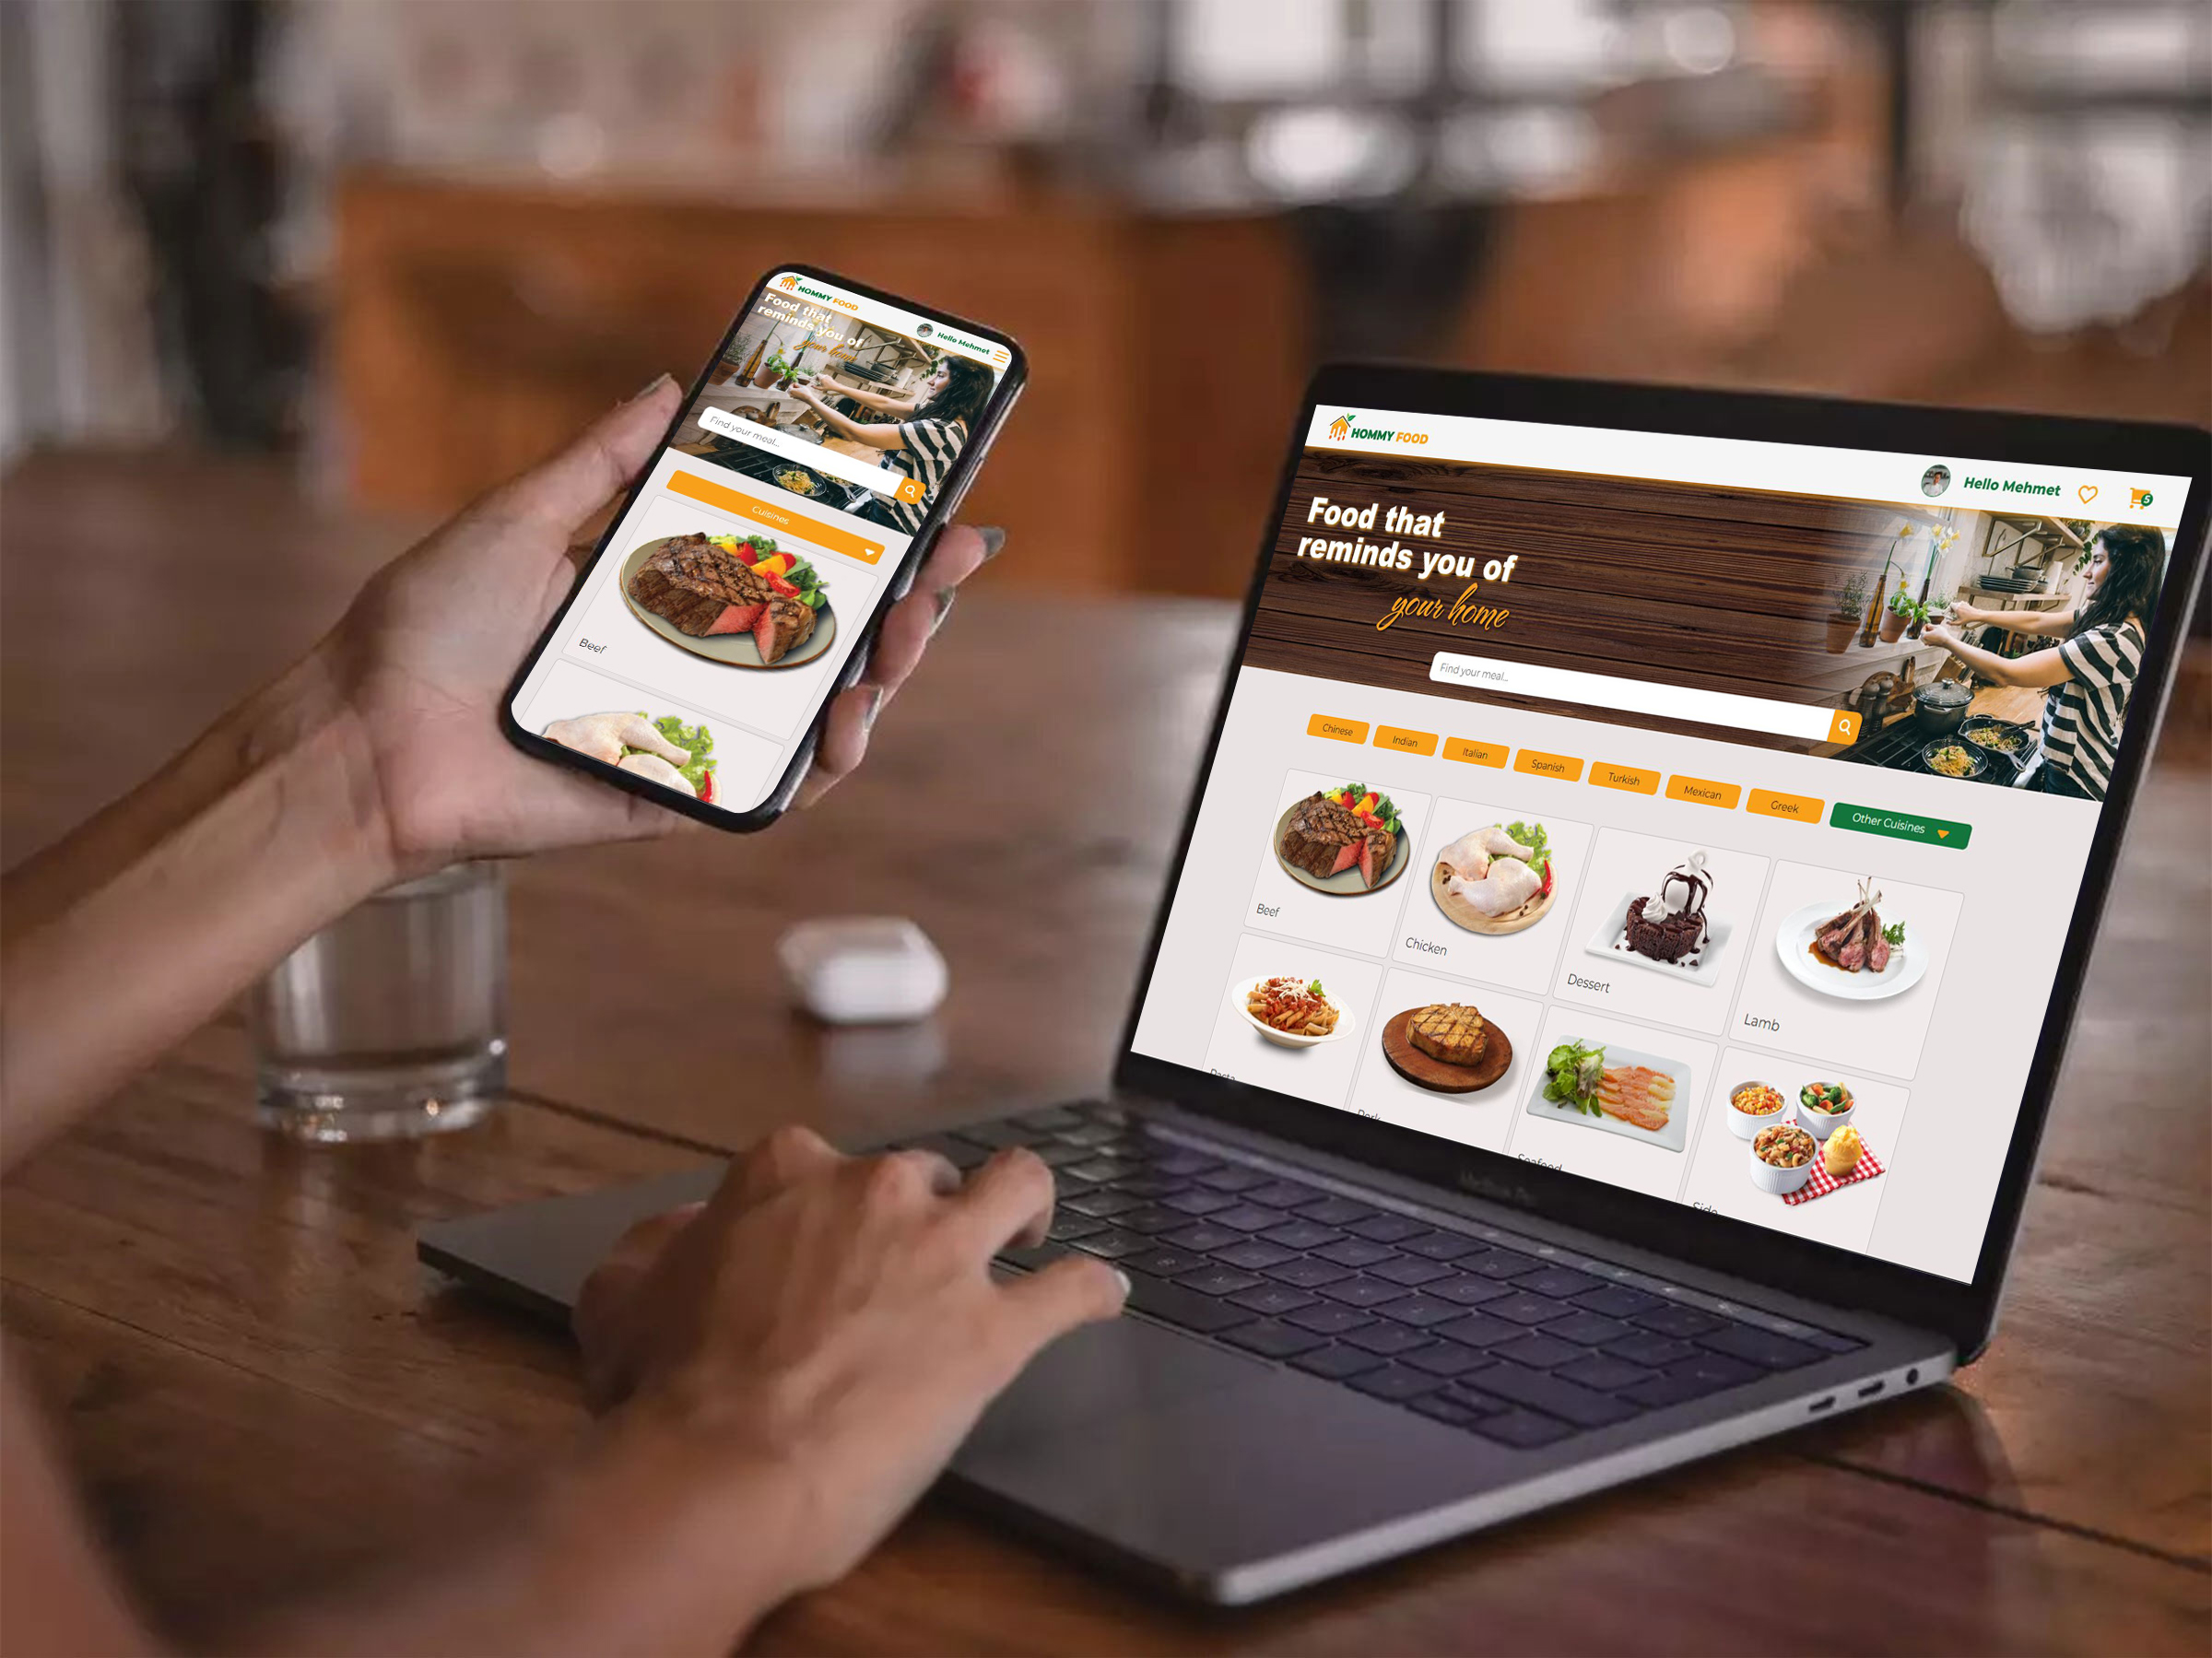 HOMMY FOOD
Hello Mehmet
Food that
reminds you of
your home
Find your meal...
Cuisines
Beef
HOMMY FOOD
Hello Mehmet
5
Food that
reminds you of
your home
Find your meal...
Chinese
Indian
Italian
Spanish
Turkish
Mexican
Greek
Other Cuisines
Beef
Chicken
Dessert
Lamb
Pasta
Pork
Seafood
Side